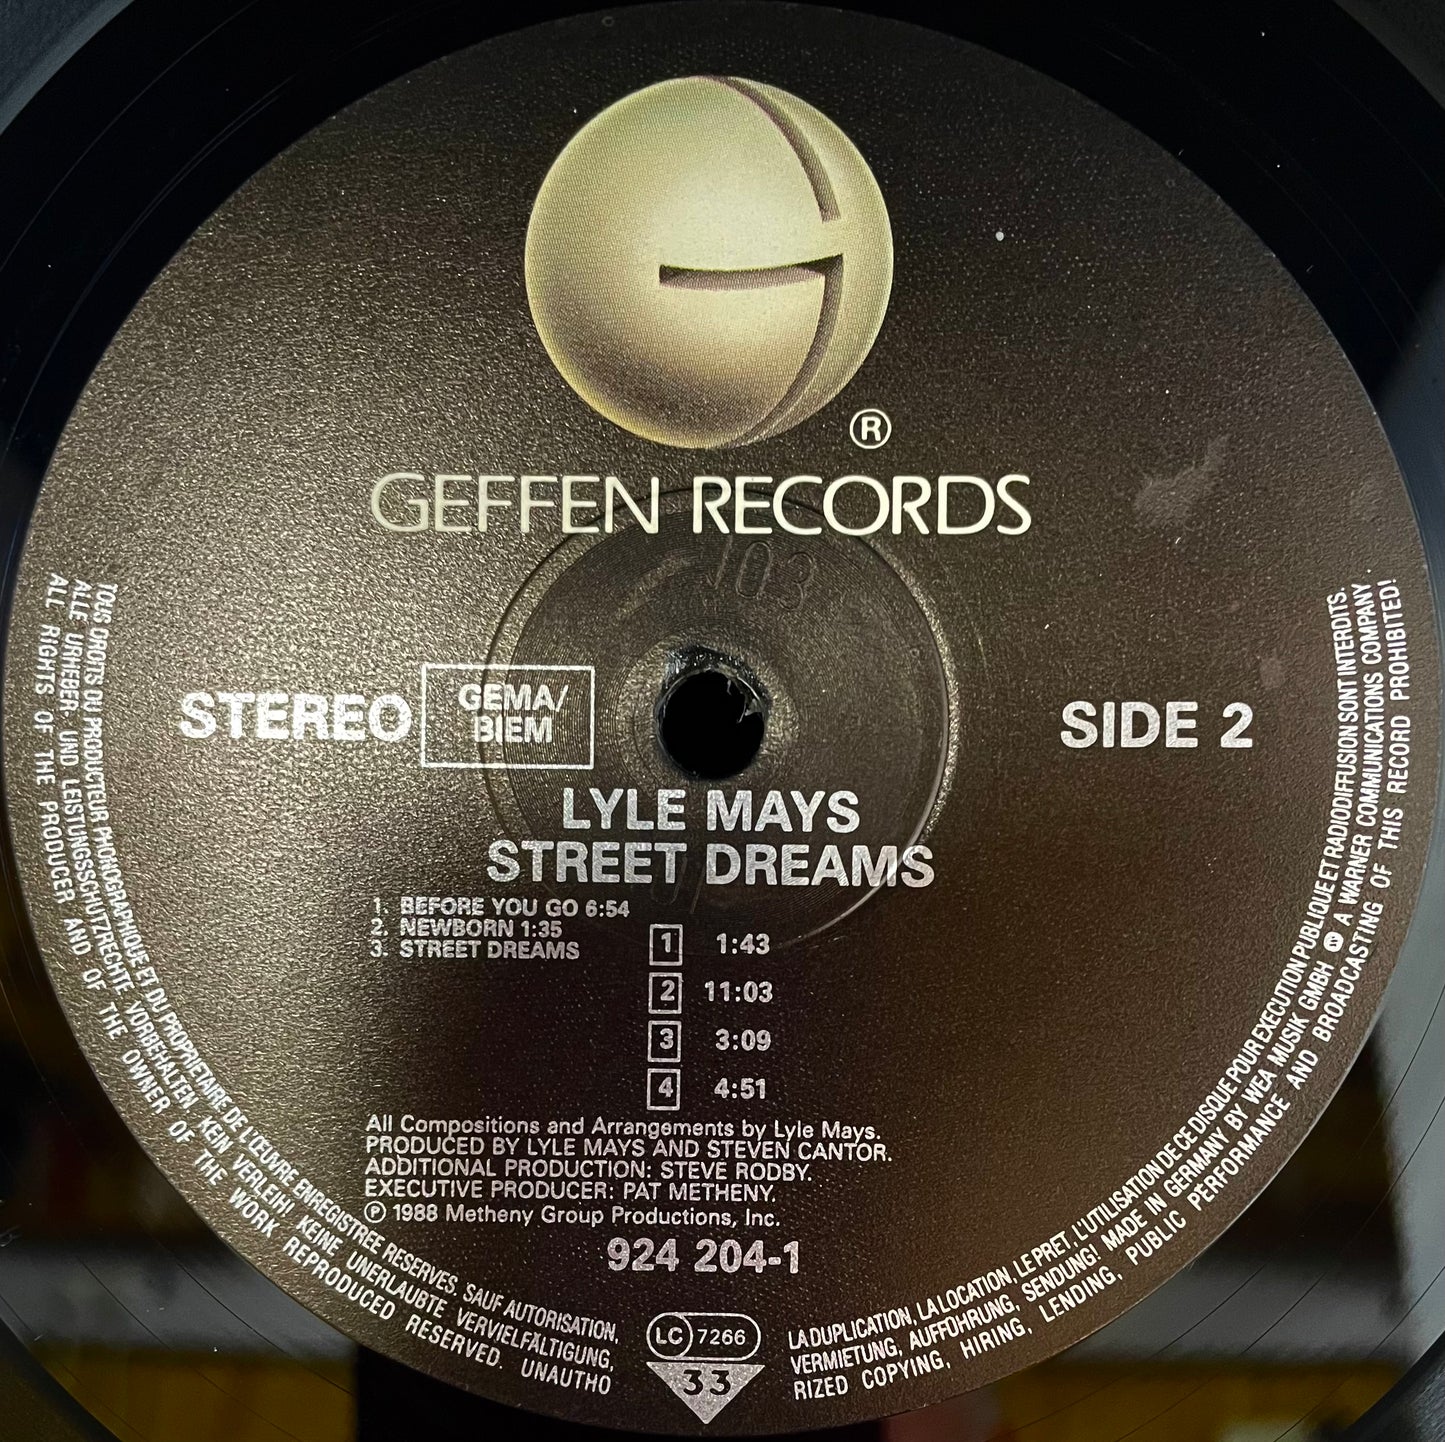 ®
GEFFEN RECORDS
103
STEREO
GEMA/
BIEM
SIDE 2
LYLE MAYS
STREET DREAMS
1. BEFORE YOU GO 6:54
2. NEWBORN 1:35
3. STREET DREAMS
1 1:43
2 11:03
3 3:09
4 4:51
All Compositions and Arrangements by Lyle Mays.
PRODUCED BY LYLE MAYS AND STEVEN CANTOR.
ADDITIONAL PRODUCTION: STEVE RODBY.
EXECUTIVE PRODUCER: PAT METHENY.
℗ 1988 Metheny Group Productions, Inc.
924 204-1
LC 7266
33
TOUS DROITS DU PRODUCTEUR PHONOGRAPHIQUE ET DU PROPRIETAIRE DE L'ŒUVRE ENREGISTREE RESERVES. SAUF AUTORISATION, LA DUPLICATION, LA LOCATION, LE PRET, L'UTILISATION DE CE DISQUE POUR EXECUTION PUBLIQUE ET RADIODIFFUSION SONT INTERDITS.
ALLE URHEBER- UND LEISTUNGSSCHUTZRECHTE VORBEHALTEN. KEIN VERLEIH! KEINE UNERLAUBTE VERVIELFÄLTIGUNG, VERMIETUNG, AUFFÜHRUNG, SENDUNG! MADE IN GERMANY BY WEA MUSIK GMBH A WARNER COMMUNICATIONS COMPANY.
ALL RIGHTS OF THE PRODUCER AND OF THE OWNER OF THE WORK REPRODUCED RESERVED. UNAUTHORIZED COPYING, HIRING, LENDING, PUBLIC PERFORMANCE AND BROADCASTING OF THIS RECORD PROHIBITED!